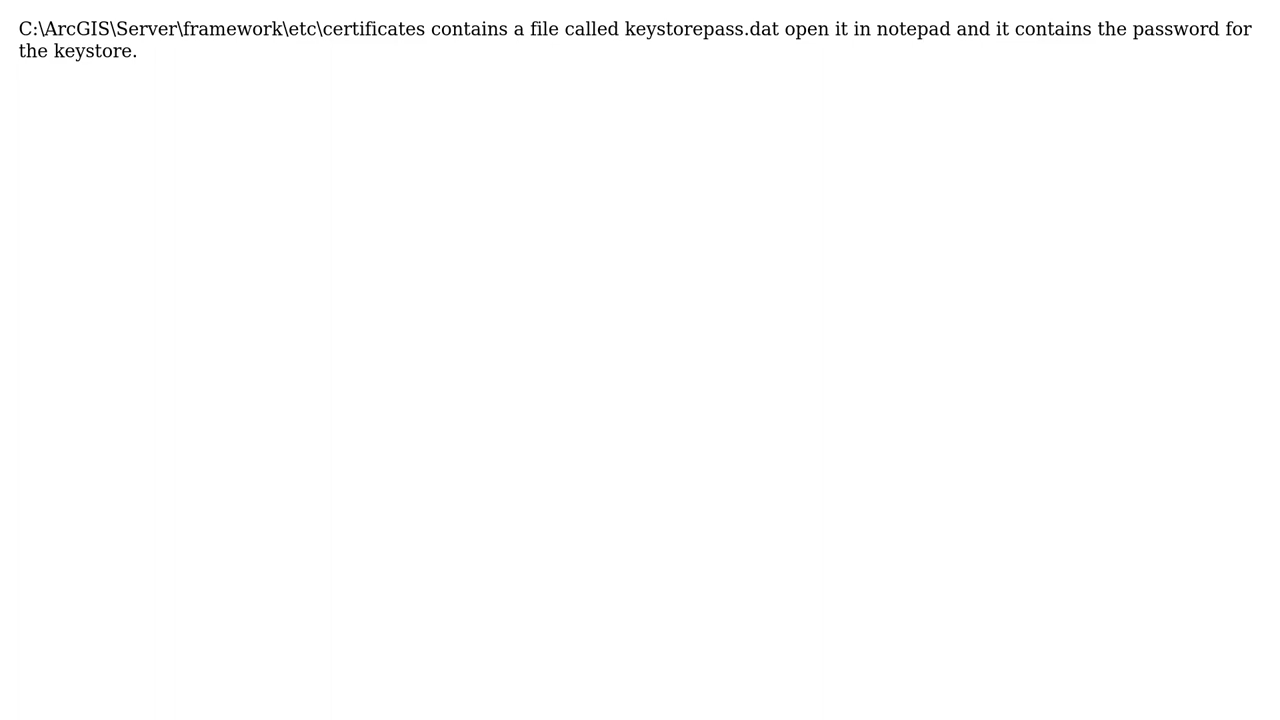 C:\ArcGIS\Server\framework\etc\certificates contains a file called keystorepass.dat open it in notepad and it contains the password for
the keystore.